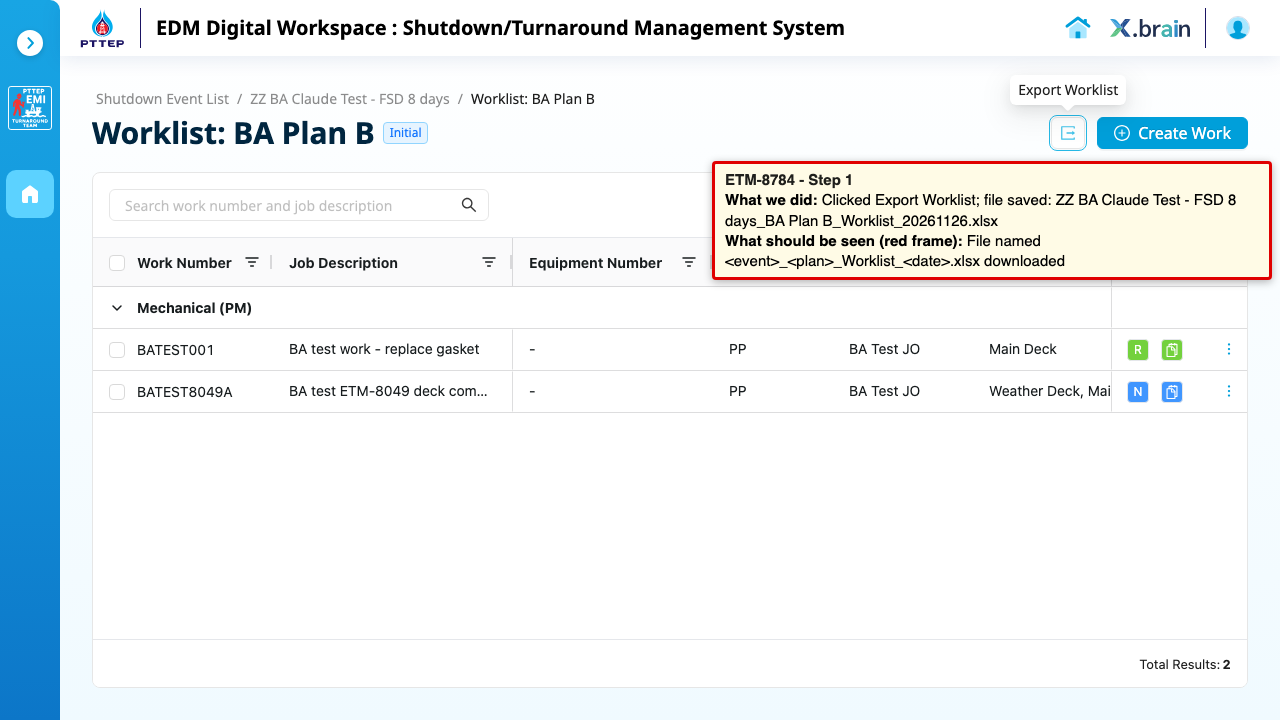 PTTEP
EDM Digital Workspace : Shutdown/Turnaround Management System
X.brain
PTTEP
EMI
TURNAROUND
TEAM
Shutdown Event List / ZZ BA Claude Test - FSD 8 days / Worklist: BA Plan B
Export Worklist
Worklist: BA Plan B Initial
Create Work
Search work number and job description
ETM-8784 - Step 1
What we did: Clicked Export Worklist; file saved: ZZ BA Claude Test - FSD 8
days_BA Plan B_Worklist_20261126.xlsx
What should be seen (red frame): File named
<event>_<plan>_Worklist_<date>.xlsx downloaded
Work Number Job Description Equipment Number
Mechanical (PM)
BATEST001 BA test work - replace gasket - PP BA Test JO Main Deck R
BATEST8049A BA test ETM-8049 deck com... - PP BA Test JO Weather Deck, Mai N
Total Results: 2